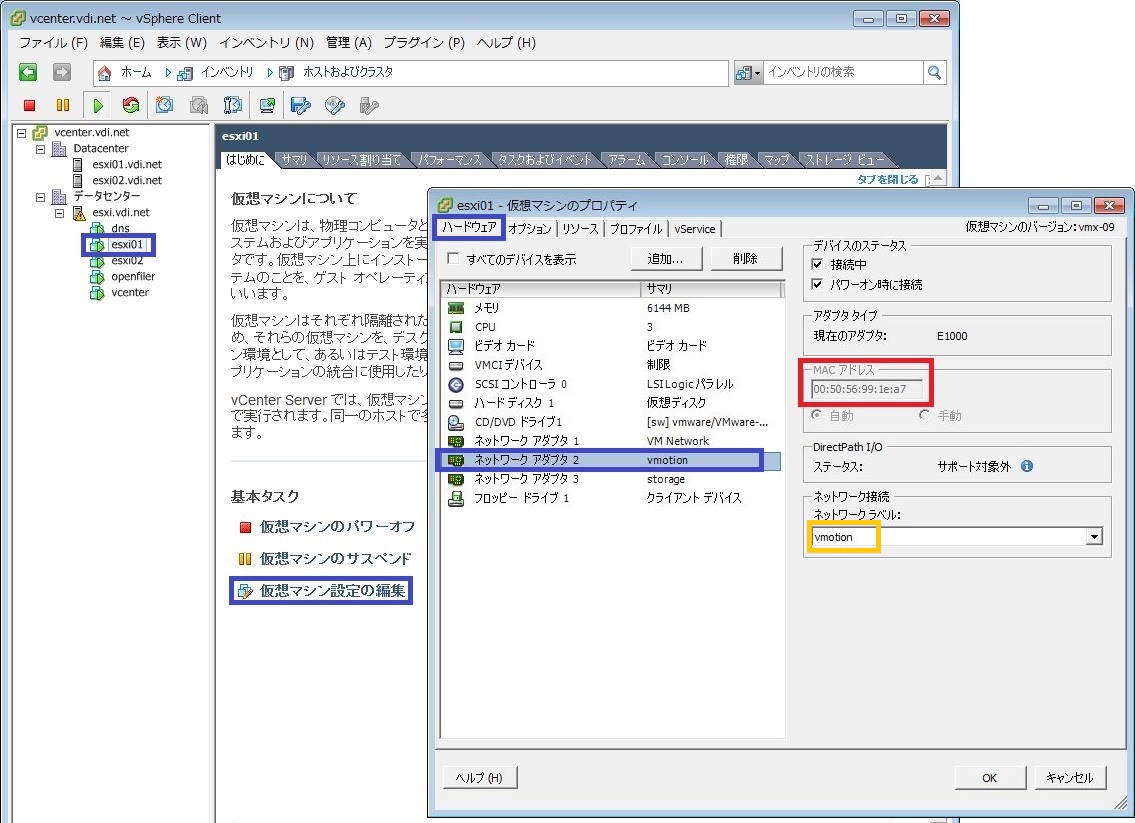 vcenter.vdi.net ～ vSphere Client
ファイル (F) 編集 (E) 表示 (W) インベントリ (N) 管理 (A) プラグイン (P) ヘルプ (H)
ホーム インベントリ ホストおよびクラスタ インベントリの検索
vcenter.vdi.net
Datacenter
esxi01.vdi.net
esxi02.vdi.net
データセンター
esxi.vdi.net
dns
esxi01
esxi02
openfiler
vcenter
esxi01
はじめに サマリ リソース割り当て パフォーマンス タスクおよびイベント アラーム コンソール 権限 マップ ストレージ ビュー
タブを閉じる
仮想マシンについて
仮想マシンは、物理コンピュータと
ステムおよびアプリケーションを実
タです。仮想マシン上にインストー
テムのことを、ゲスト オペレーティ
いいます。
仮想マシンはそれぞれ隔離された
め、それらの仮想マシンを、デスク
ン環境として、あるいはテスト環境
プリケーションの統合に使用したい
vCenter Server では、仮想マシン
で実行されます。同一のホストで多
ます。
基本タスク
仮想マシンのパワーオフ
仮想マシンのサスペンド
仮想マシン設定の編集
esxi01 - 仮想マシンのプロパティ
ハードウェア オプション リソース プロファイル vService
仮想マシンのバージョン: vmx-09
すべてのデバイスを表示 追加... 削除
ハードウェア サマリ
メモリ 6144 MB
CPU 3
ビデオ カード ビデオ カード
VMCI デバイス 制限
SCSI コントローラ 0 LSI Logic パラレル
ハード ディスク 1 仮想ディスク
CD/DVD ドライブ1 [sw] vmware/VMware-...
ネットワーク アダプタ 1 VM Network
ネットワーク アダプタ 2 vmotion
ネットワーク アダプタ 3 storage
フロッピー ドライブ 1 クライアント デバイス
デバイスのステータス
接続中
パワーオン時に接続
アダプタ タイプ
現在のアダプタ: E1000
MAC アドレス
00:50:56:99:1e:a7
自動 手動
DirectPath I/O
ステータス: サポート対象外
ネットワーク接続
ネットワーク ラベル:
vmotion
ヘルプ (H) OK キャンセル